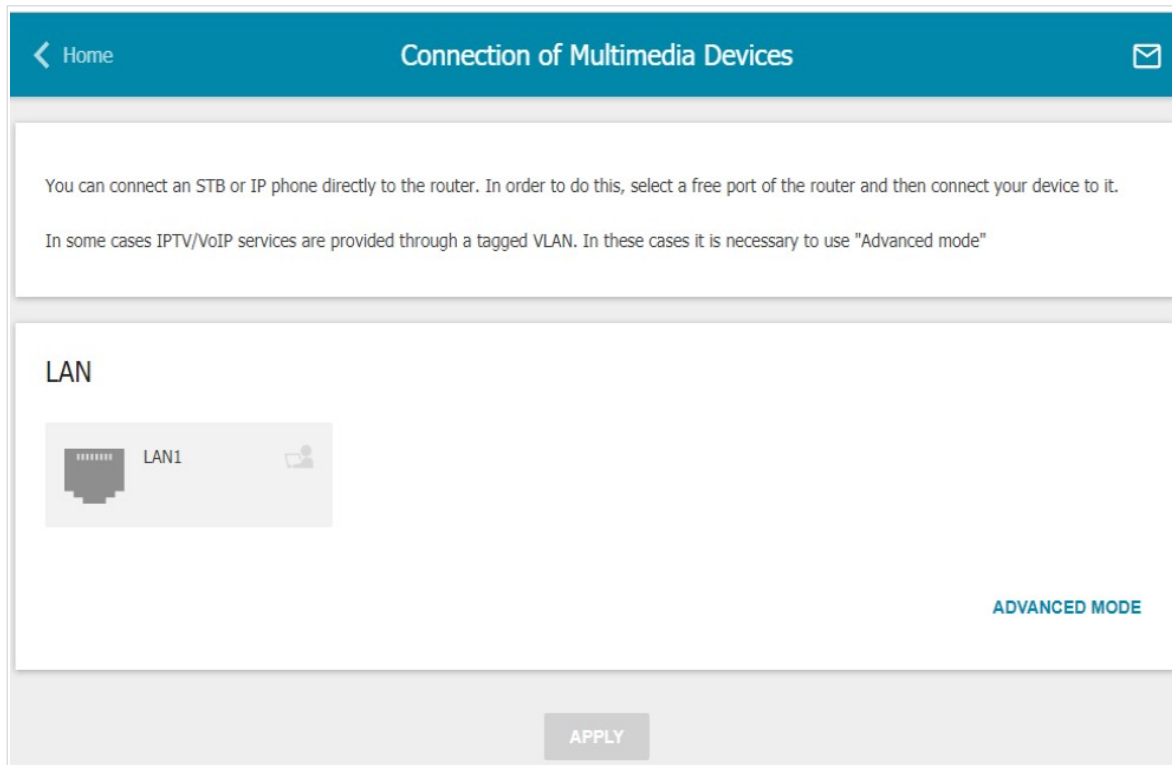 Home
Connection of Multimedia Devices
You can connect an STB or IP phone directly to the router. In order to do this, select a free port of the router and then connect your device to it.
In some cases IPTV/VoIP services are provided through a tagged VLAN. In these cases it is necessary to use "Advanced mode"
LAN
LAN1
ADVANCED MODE
APPLY